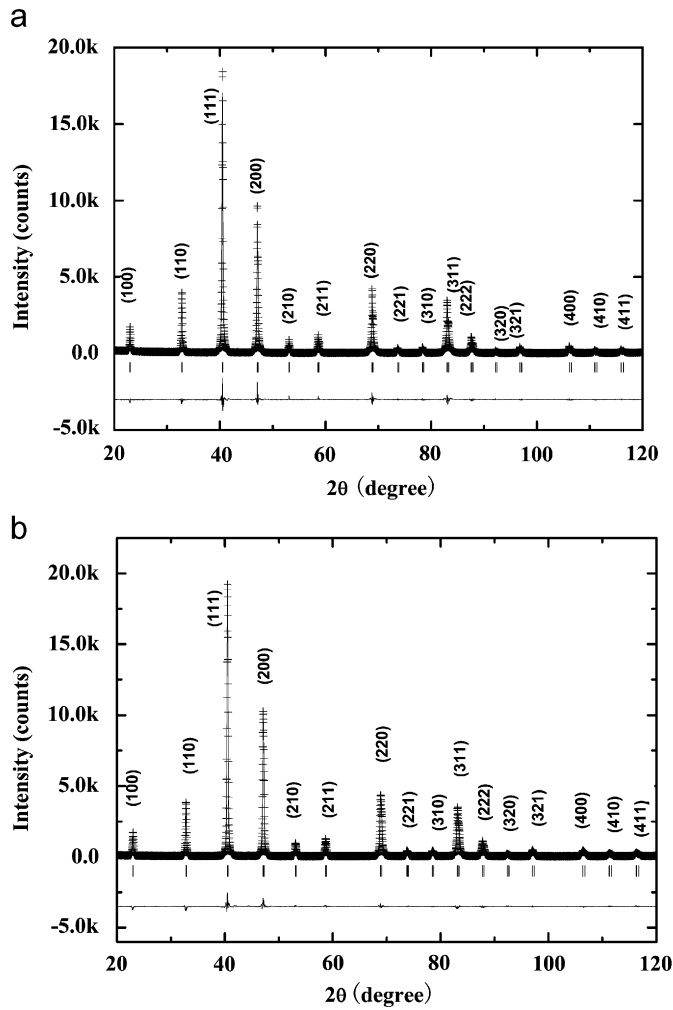 a
20.0k
15.0k
10.0k
5.0k
0.0
-5.0k
Intensity (counts)
(100)
(110)
(111)
(200)
(210)
(211)
(220)
(221)
(310)
(311)
(222)
(320)
(321)
(400)
(410)
(411)
20 40 60 80 100 120
2θ (degree)
b
20.0k
15.0k
10.0k
5.0k
0.0
-5.0k
Intensity (counts)
(100)
(110)
(111)
(200)
(210)
(211)
(220)
(221)
(310)
(311)
(222)
(320)
(321)
(400)
(410)
(411)
20 40 60 80 100 120
2θ (degree)